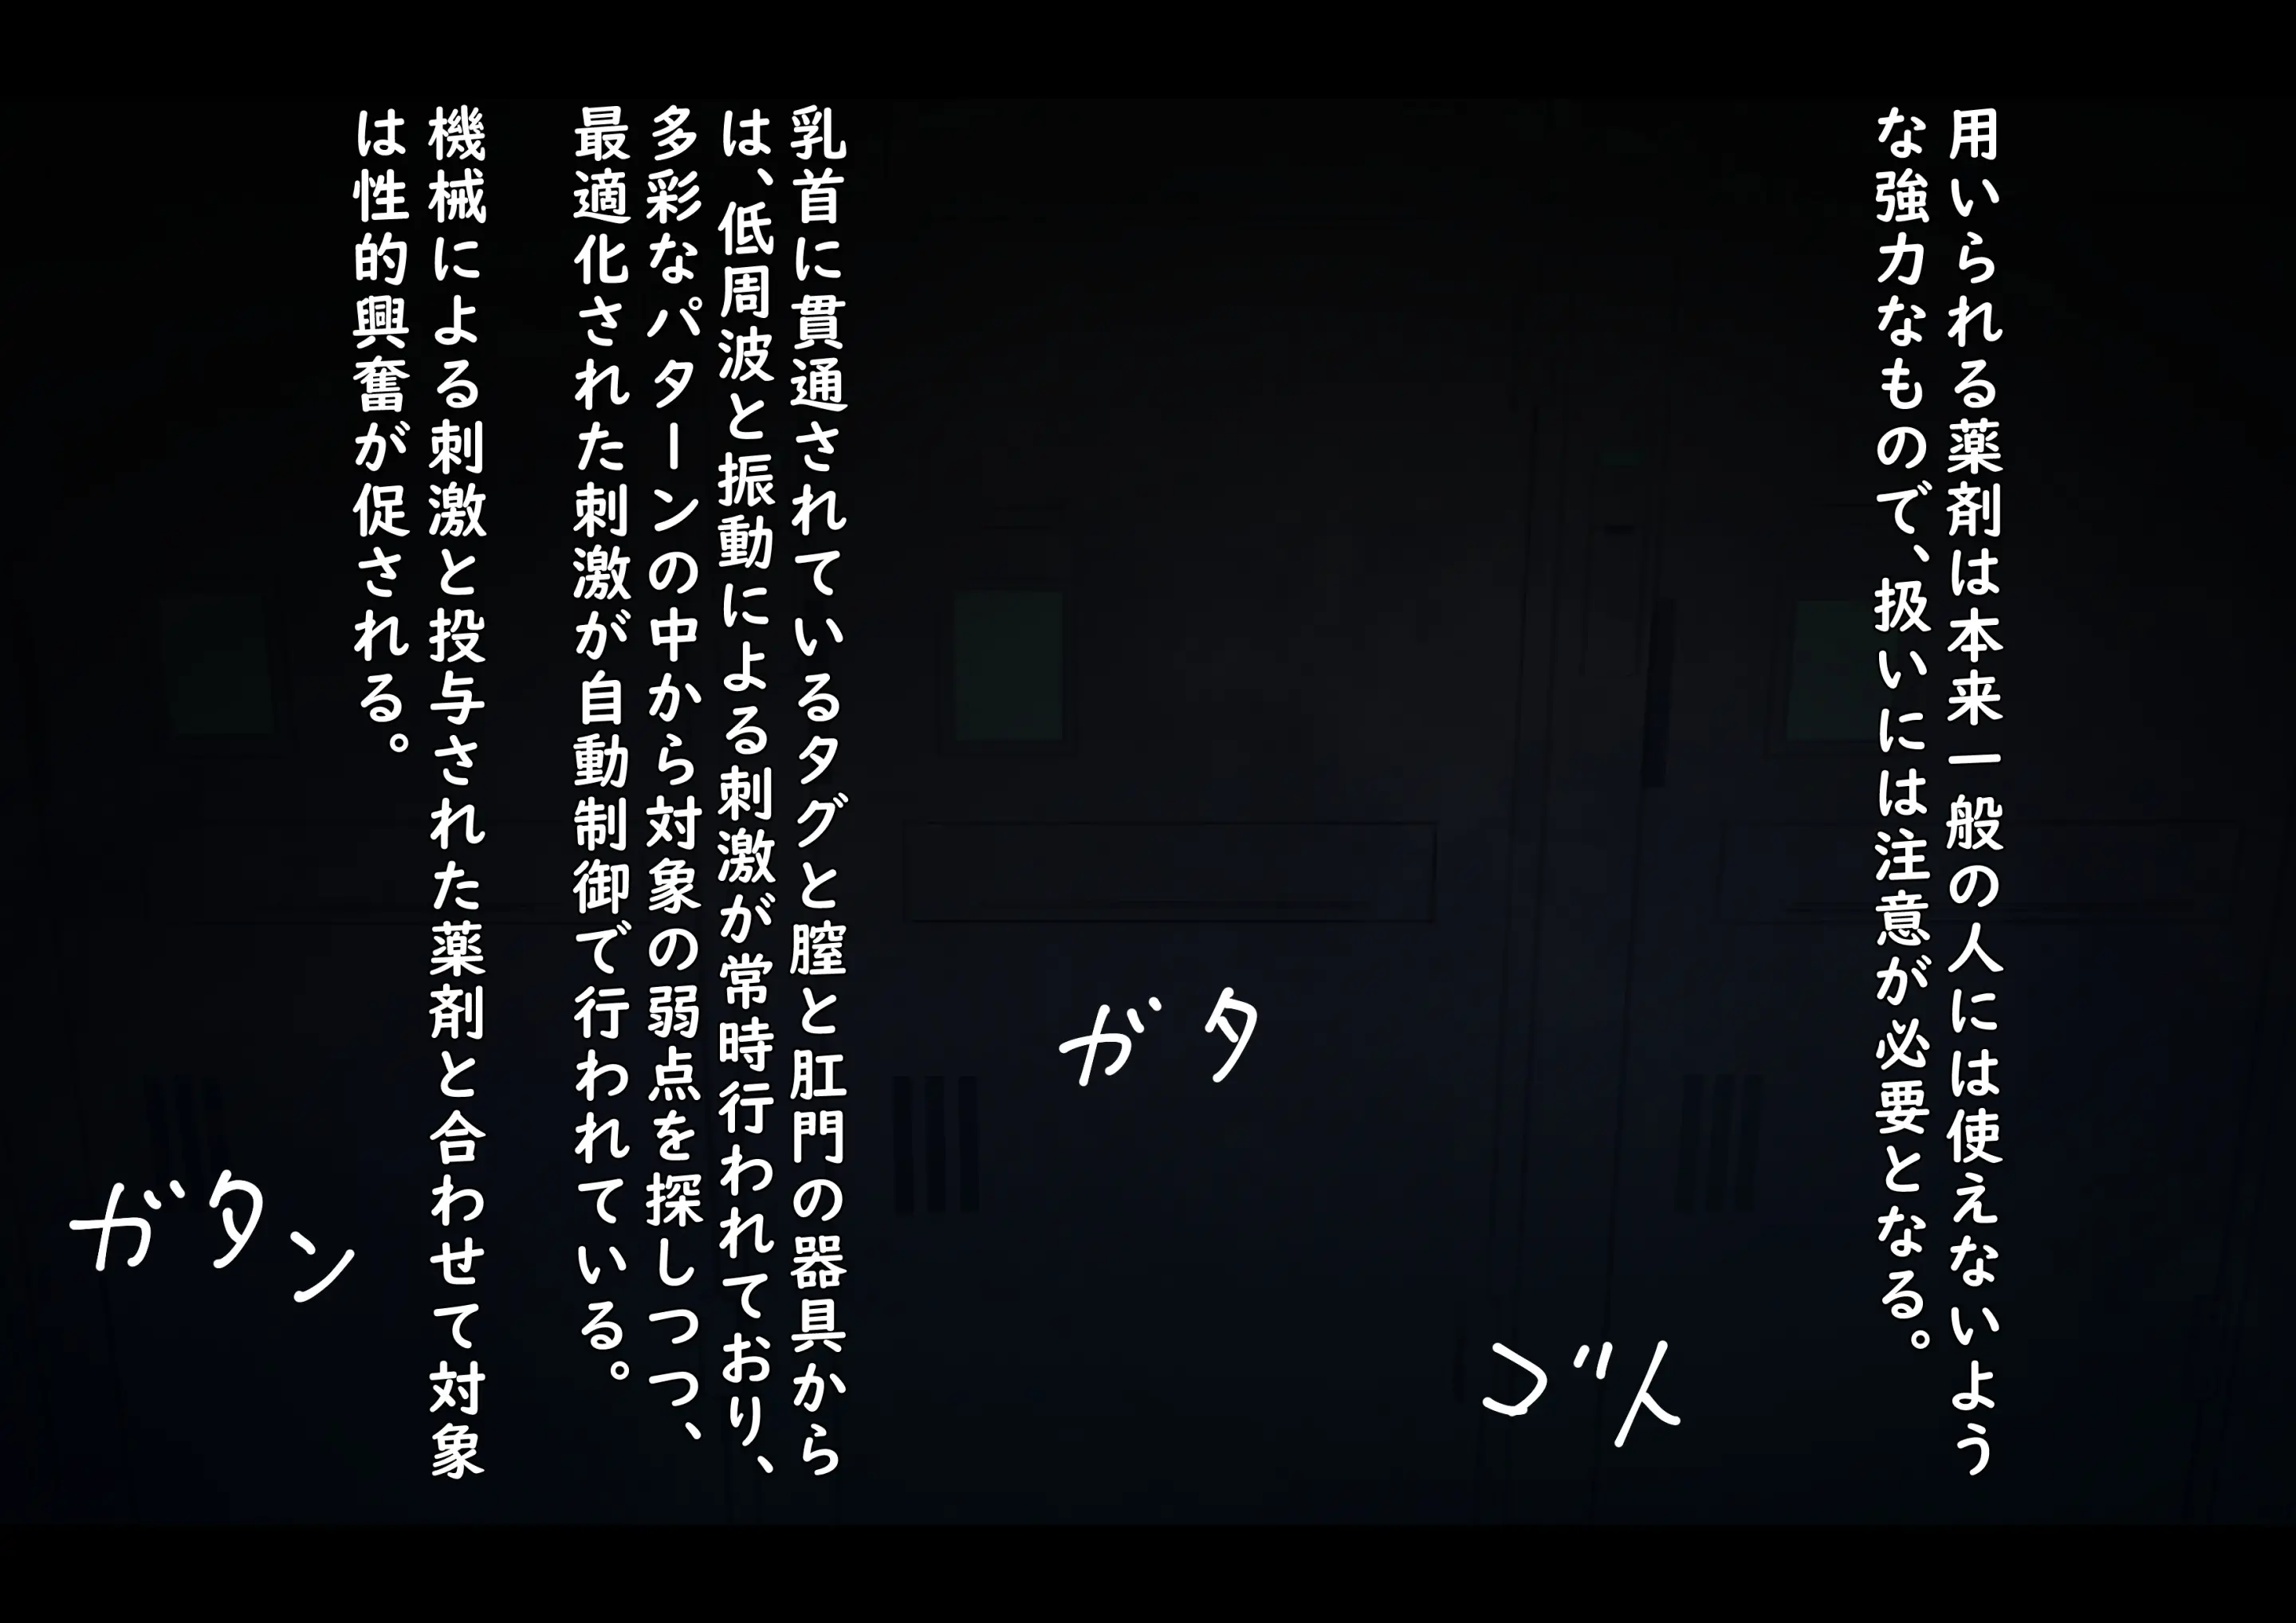 用いられる薬剤は本来一般の人には使えないよう
な強力なもので、扱いには注意が必要となる。
ゴト
ガタ
乳首に貫通されているタグと膣と肛門の器具から
は、低周波と振動による刺激が常時行われており、
多彩なパターンの中から対象の弱点を探しつつ、
最適化された刺激が自動制御で行われている。
機械による刺激と投与された薬剤と合わせて対象
は性的興奮が促される。
ガタン